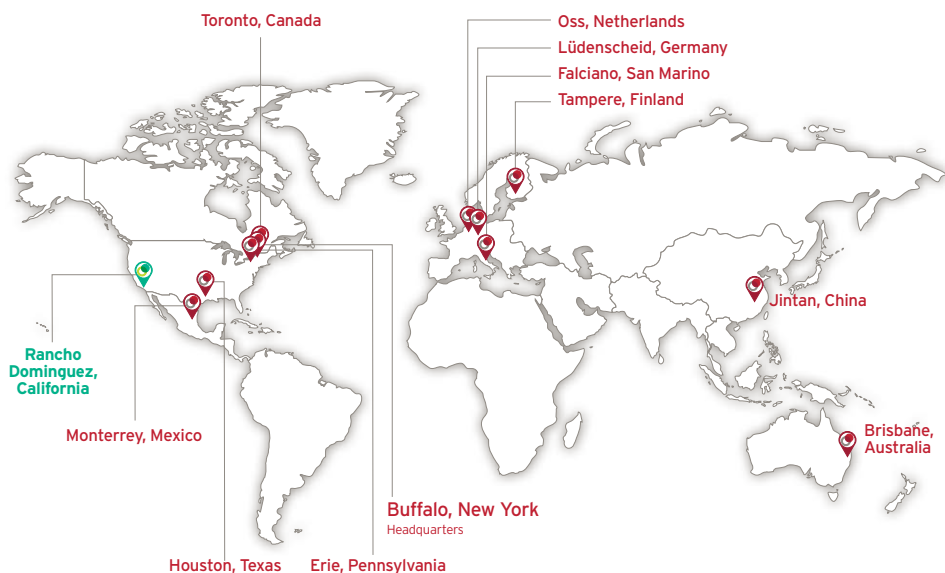 Toronto, Canada
Oss, Netherlands
Lüdenscheid, Germany
Falciano, San Marino
Tampere, Finland
Jintan, China
Rancho
Dominguez,
California
Monterrey, Mexico
Brisbane,
Australia
Buffalo, New York
Headquarters
Houston, Texas
Erie, Pennsylvania